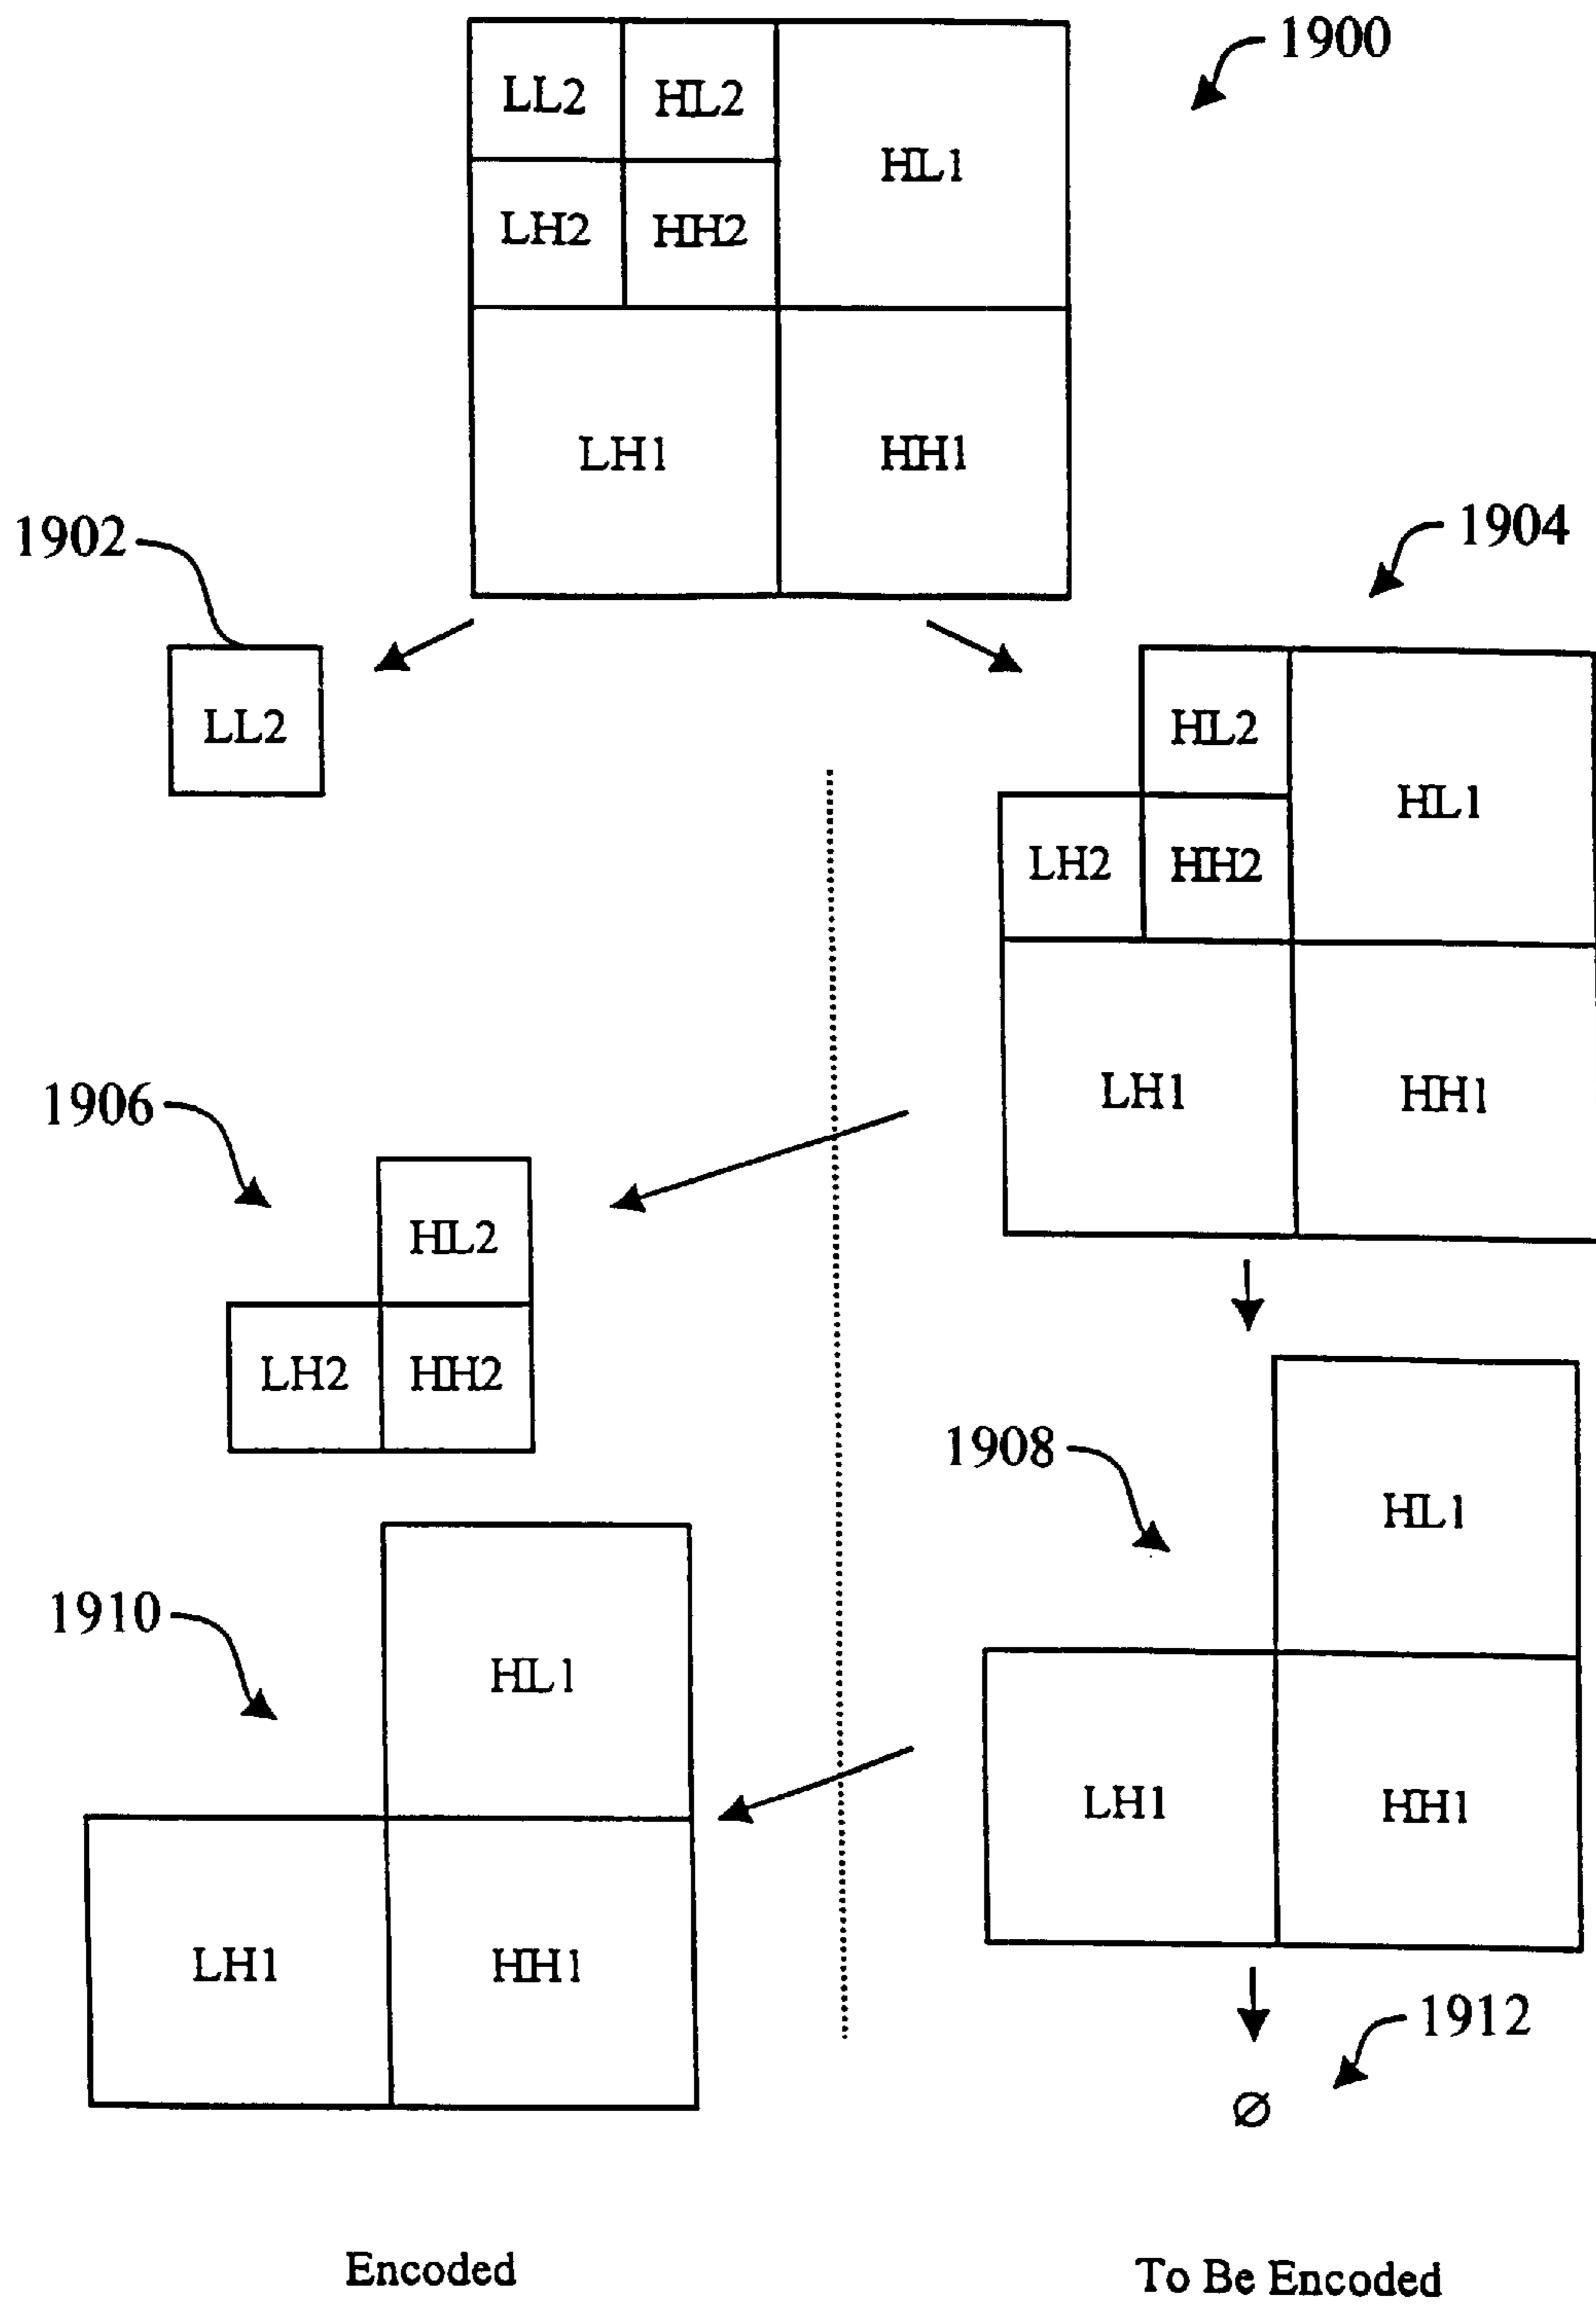 1900
LL2 HL2
HL1
LH2 HH2
LH1 HH1
1902
1904
LL2
HL2
HL1
LH2 HH2
LH1 HH1
1906
HL2
LH2 HH2
1908
HL1
1910
HL1
LH1 HH1
LH1 HH1
1912
Ø
Encoded
To Be Encoded